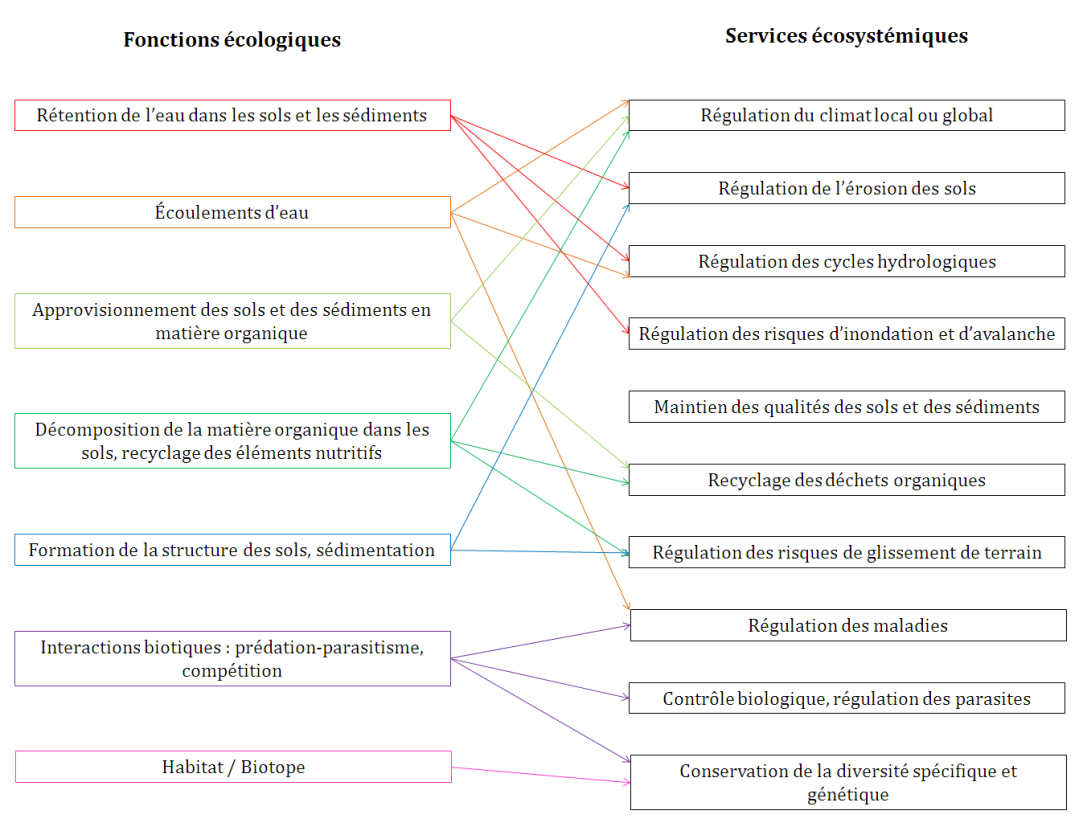 Fonctions écologiques
Services écosystémiques
Rétention de l’eau dans les sols et les sédiments
Écoulements d’eau
Approvisionnement des sols et des sédiments en
matière organique
Décomposition de la matière organique dans les
sols, recyclage des éléments nutritifs
Formation de la structure des sols, sédimentation
Interactions biotiques : prédation-parasitisme,
compétition
Habitat / Biotope
Régulation du climat local ou global
Régulation de l’érosion des sols
Régulation des cycles hydrologiques
Régulation des risques d’inondation et d’avalanche
Maintien des qualités des sols et des sédiments
Recyclage des déchets organiques
Régulation des risques de glissement de terrain
Régulation des maladies
Contrôle biologique, régulation des parasites
Conservation de la diversité spécifique et
génétique